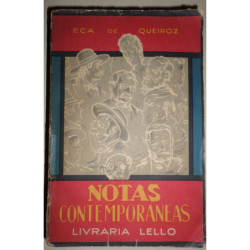 EÇA DE QUEIROZ
NOTAS
CONTEMPORANEAS
LIVRARIA LELLO